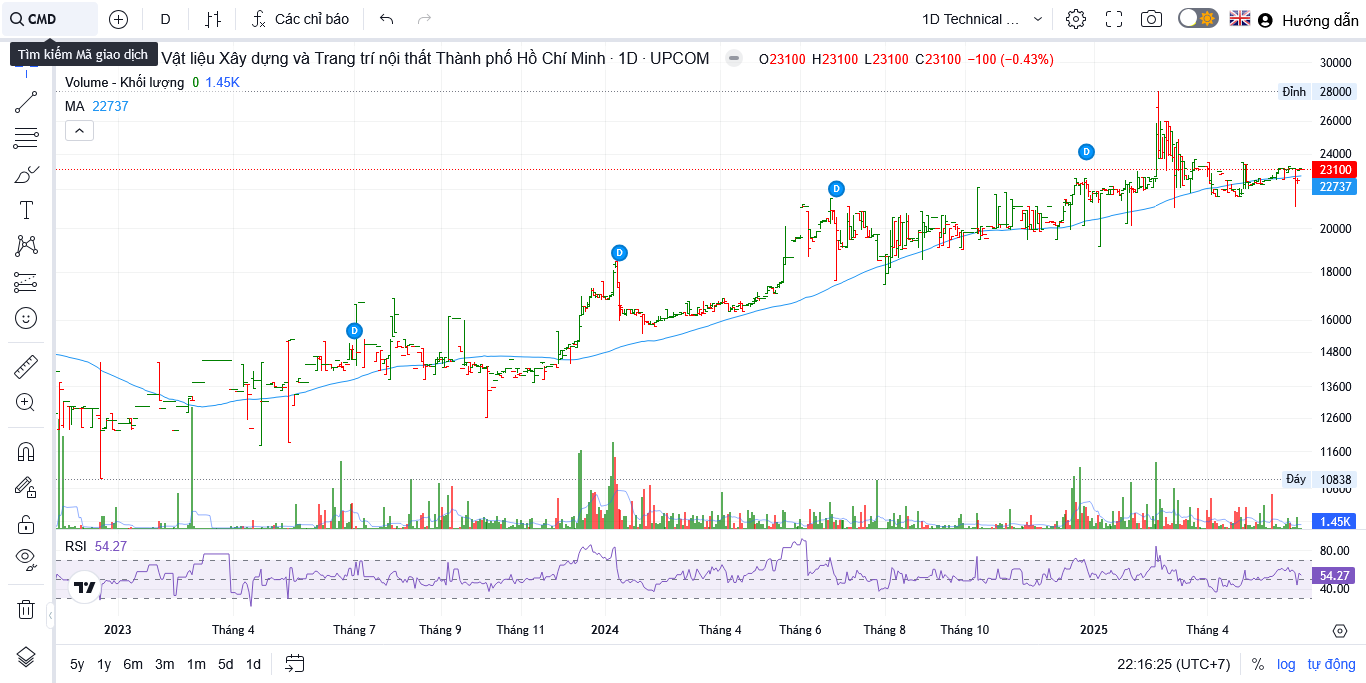 CMD
D
Các chỉ báo
1D Technical ...
Hướng dẫn
Tìm kiếm Mã giao dịch
Vật liệu Xây dựng và Trang trí nội thất Thành phố Hồ Chí Minh · 1D · UPCOM
O23100 H23100 L23100 C23100 −100 (−0.43%)
Volume - Khối lượng 0 1.45K
MA 22737
30000
Đỉnh 28000
26000
24000
23100
22737
20000
18000
16000
14800
13600
12600
11600
Đáy 10838
10600
1.45K
D
D
D
D
RSI 54.27
80.00
54.27
40.00
2023 Tháng 4 Tháng 7 Tháng 9 Tháng 11 2024 Tháng 4 Tháng 6 Tháng 8 Tháng 10 2025 Tháng 4
5y 1y 6m 3m 1m 5d 1d
22:16:25 (UTC+7) % log tự động